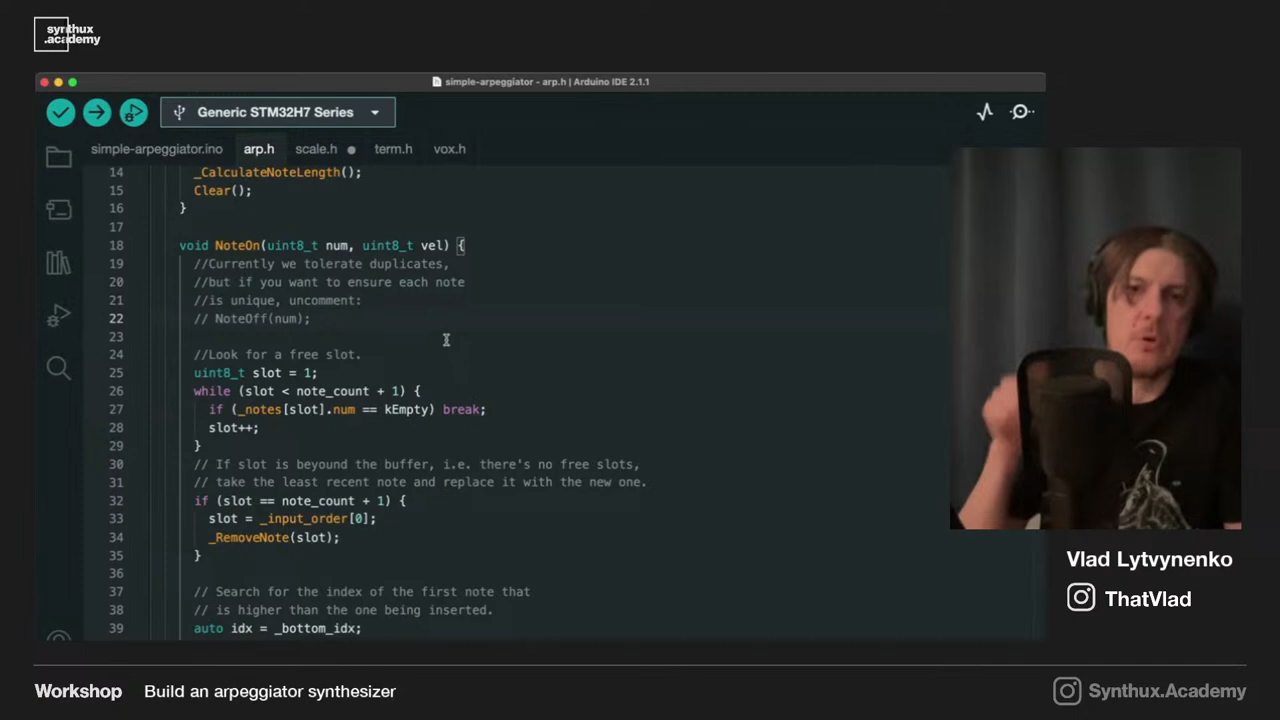 synthux
.academy
simple-arpeggiator - arp.h | Arduino IDE 2.1.1
Generic STM32H7 Series
simple-arpeggiator.ino arp.h scale.h term.h vox.h
14 _CalculateNoteLength();
15 Clear();
16 }
17
18 void NoteOn(uint8_t num, uint8_t vel) {
19 //Currently we tolerate duplicates,
20 //but if you want to ensure each note
21 //is unique, uncomment:
22 // NoteOff(num);
23
24 //Look for a free slot.
25 uint8_t slot = 1;
26 while (slot < note_count + 1) {
27 if (_notes[slot].num == kEmpty) break;
28 slot++;
29 }
30 // If slot is beyound the buffer, i.e. there's no free slots,
31 // take the least recent note and replace it with the new one.
32 if (slot == note_count + 1) {
33 slot = _input_order[0];
34 _RemoveNote(slot);
35 }
36
37 // Search for the index of the first note that
38 // is higher than the one being inserted.
39 auto idx = _bottom_idx;
Vlad Lytvynenko
ThatVlad
Workshop Build an arpeggiator synthesizer
Synthux.Academy